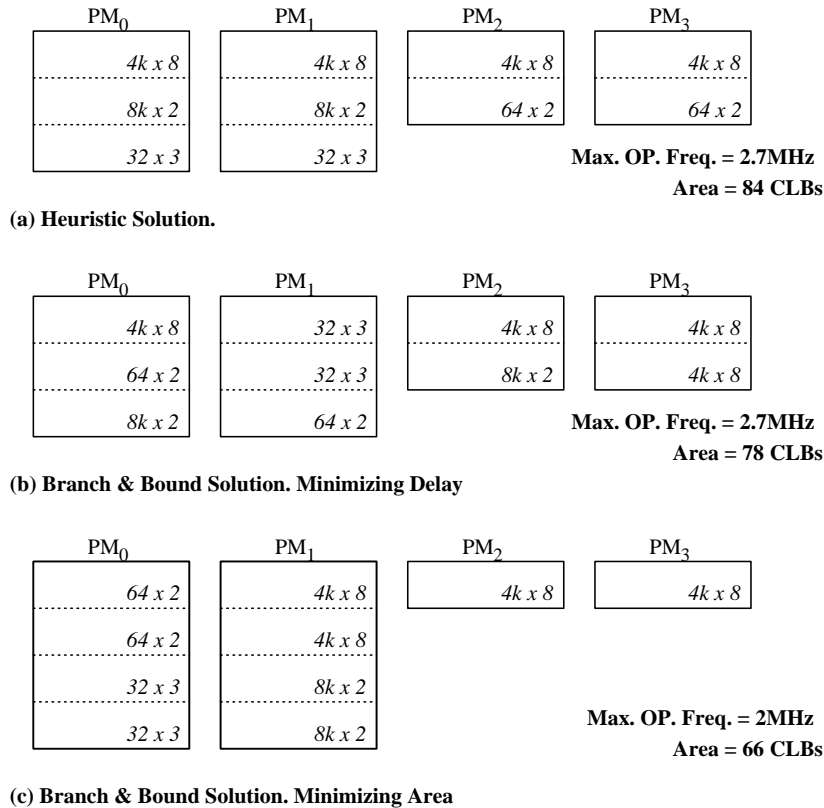 PM0 PM1 PM2 PM3
4k x 8 4k x 8 4k x 8 4k x 8
8k x 2 8k x 2 64 x 2 64 x 2
32 x 3 32 x 3
Max. OP. Freq. = 2.7MHz
Area = 84 CLBs
(a) Heuristic Solution.
PM0 PM1 PM2 PM3
4k x 8 32 x 3 4k x 8 4k x 8
64 x 2 32 x 3 8k x 2 4k x 8
8k x 2 64 x 2
Max. OP. Freq. = 2.7MHz
Area = 78 CLBs
(b) Branch & Bound Solution. Minimizing Delay
PM0 PM1 PM2 PM3
64 x 2 4k x 8 4k x 8 4k x 8
64 x 2 4k x 8
32 x 3 8k x 2
32 x 3 8k x 2
Max. OP. Freq. = 2MHz
Area = 66 CLBs
(c) Branch & Bound Solution. Minimizing Area